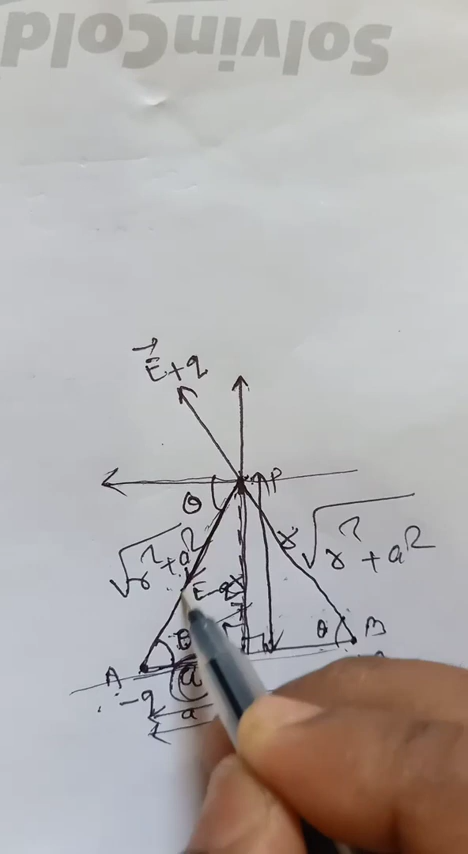 SolvinCold
E+q
P
θ
√r²+a²
r
√r²+a²
E-q
θ
θ
B
A
a
-q
a